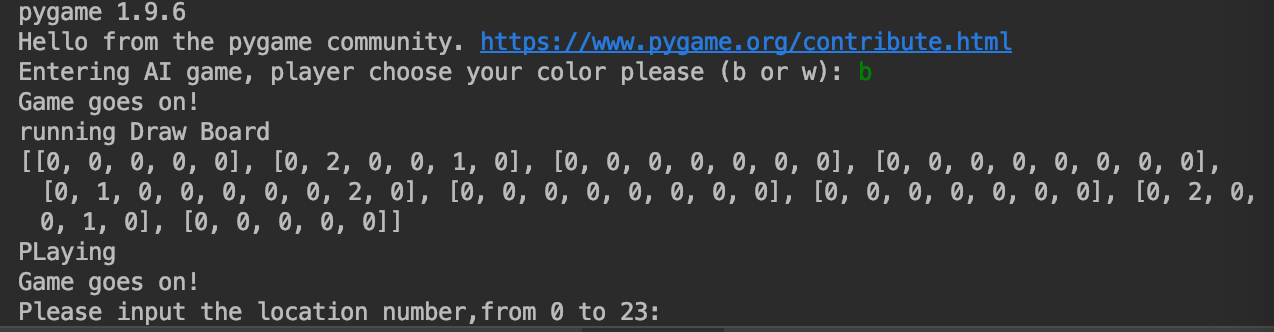 pygame 1.9.6
Hello from the pygame community. https://www.pygame.org/contribute.html
Entering AI game, player choose your color please (b or w): b
Game goes on!
running Draw Board
[[0, 0, 0, 0, 0], [0, 2, 0, 0, 1, 0], [0, 0, 0, 0, 0, 0, 0], [0, 0, 0, 0, 0, 0, 0, 0],
[0, 1, 0, 0, 0, 0, 0, 2, 0], [0, 0, 0, 0, 0, 0, 0, 0], [0, 0, 0, 0, 0, 0, 0], [0, 2, 0,
0, 1, 0], [0, 0, 0, 0, 0]]
PLaying
Game goes on!
Please input the location number,from 0 to 23: